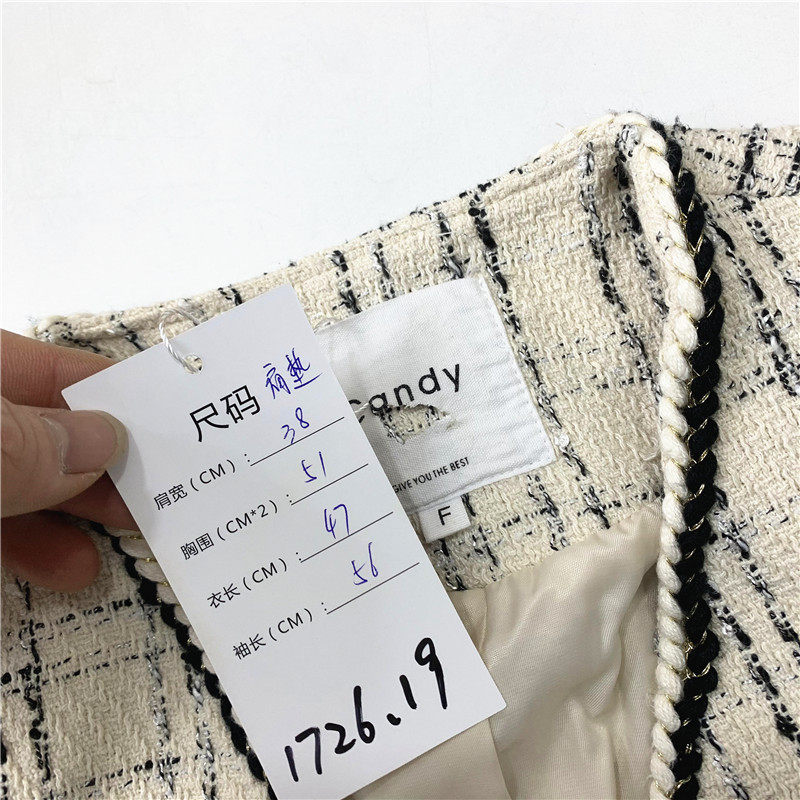 尺码 肩垫
肩宽(CM): 38
胸围(CM*2): 51
衣长(CM): 47
袖长(CM): 56
1726.19
candy
GIVE YOU THE BEST
F